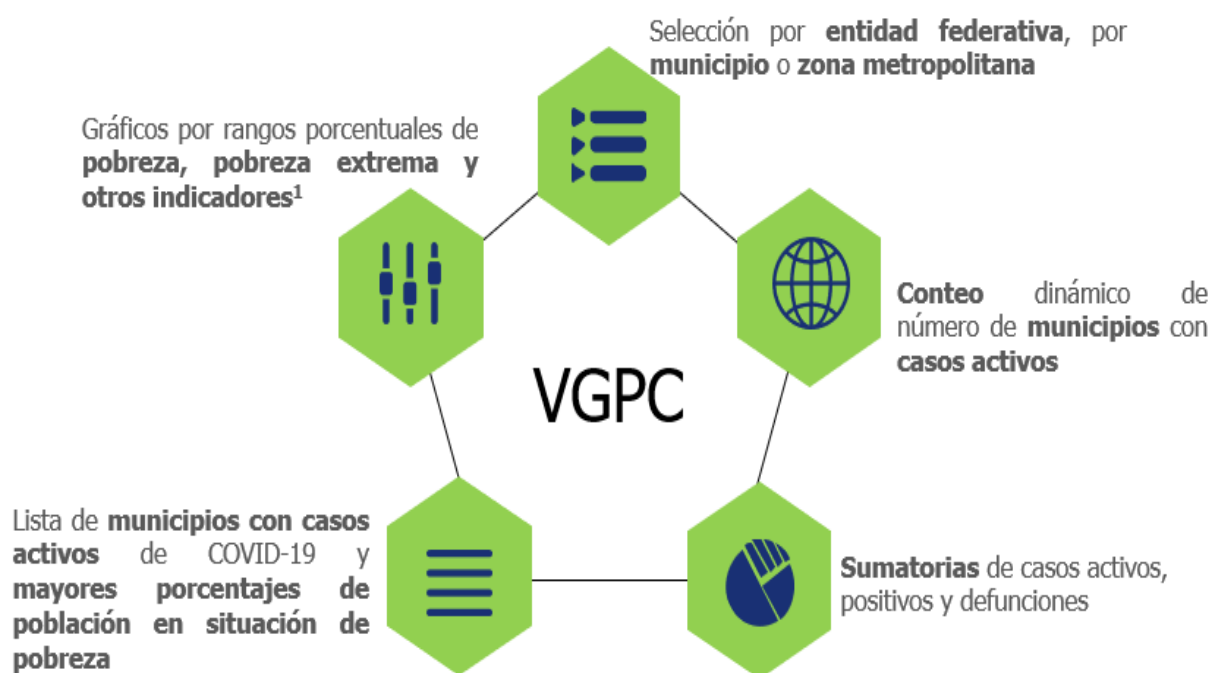 Selección por entidad federativa, por
municipio o zona metropolitana
Gráficos por rangos porcentuales de
pobreza, pobreza extrema y
otros indicadores¹
Conteo dinámico de
número de municipios con
casos activos
VGPC
Lista de municipios con casos
activos de COVID-19 y
mayores porcentajes de
población en situación de
pobreza
Sumatorias de casos activos,
positivos y defunciones